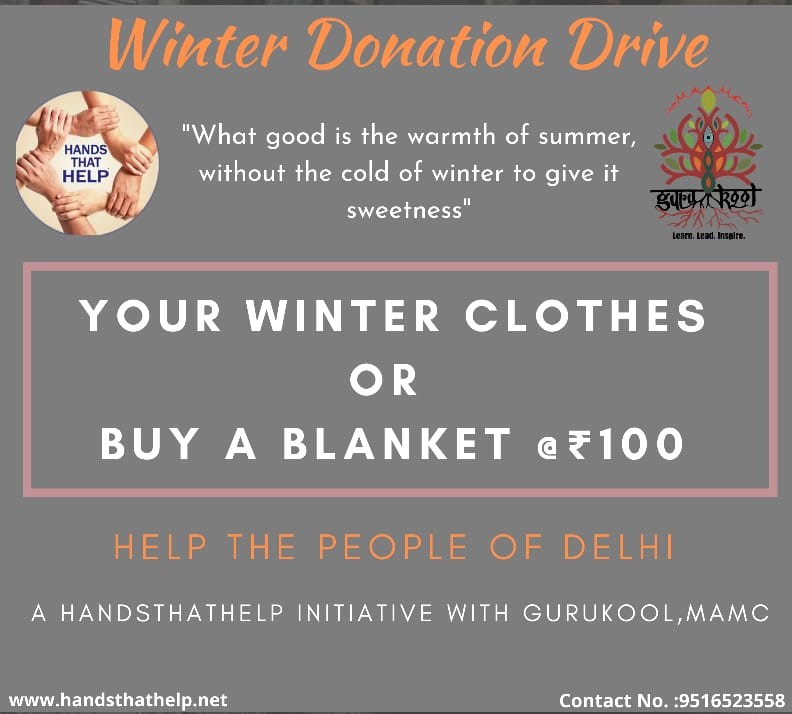 Winter Donation Drive
HANDS
THAT
HELP
"What good is the warmth of summer,
without the cold of winter to give it
sweetness"
guru kool
Learn. Lead. Inspire.
YOUR WINTER CLOTHES
OR
BUY A BLANKET @₹100
HELP THE PEOPLE OF DELHI
A HANDSTHATHELP INITIATIVE WITH GURUKOOL,MAMC
www.handsthathelp.net
Contact No. :9516523558